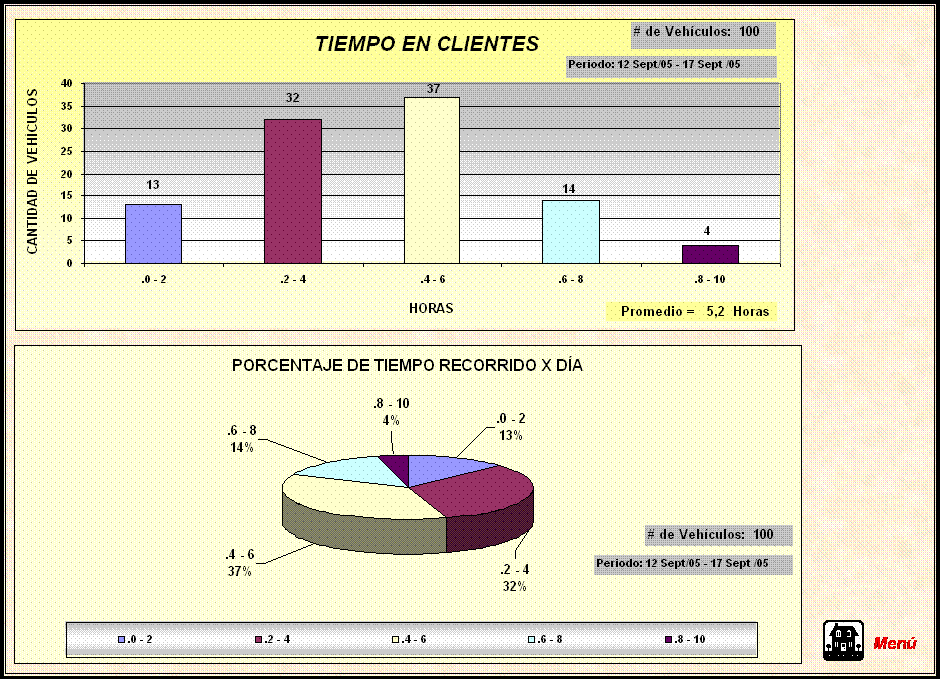 TIEMPO EN CLIENTES
# de Vehículos: 100
Periodo: 12 Sept/05 - 17 Sept /05
CANTIDAD DE VEHICULOS
40
35
30
25
20
15
10
5
0
13
32
37
14
4
.0 - 2
.2 - 4
.4 - 6
.6 - 8
.8 - 10
HORAS
Promedio = 5,2 Horas
PORCENTAJE DE TIEMPO RECORRIDO X DÍA
.8 - 10
4%
.0 - 2
13%
.6 - 8
14%
.4 - 6
37%
.2 - 4
32%
# de Vehículos: 100
Periodo: 12 Sept/05 - 17 Sept /05
.0 - 2 .2 - 4 .4 - 6 .6 - 8 .8 - 10
Menú